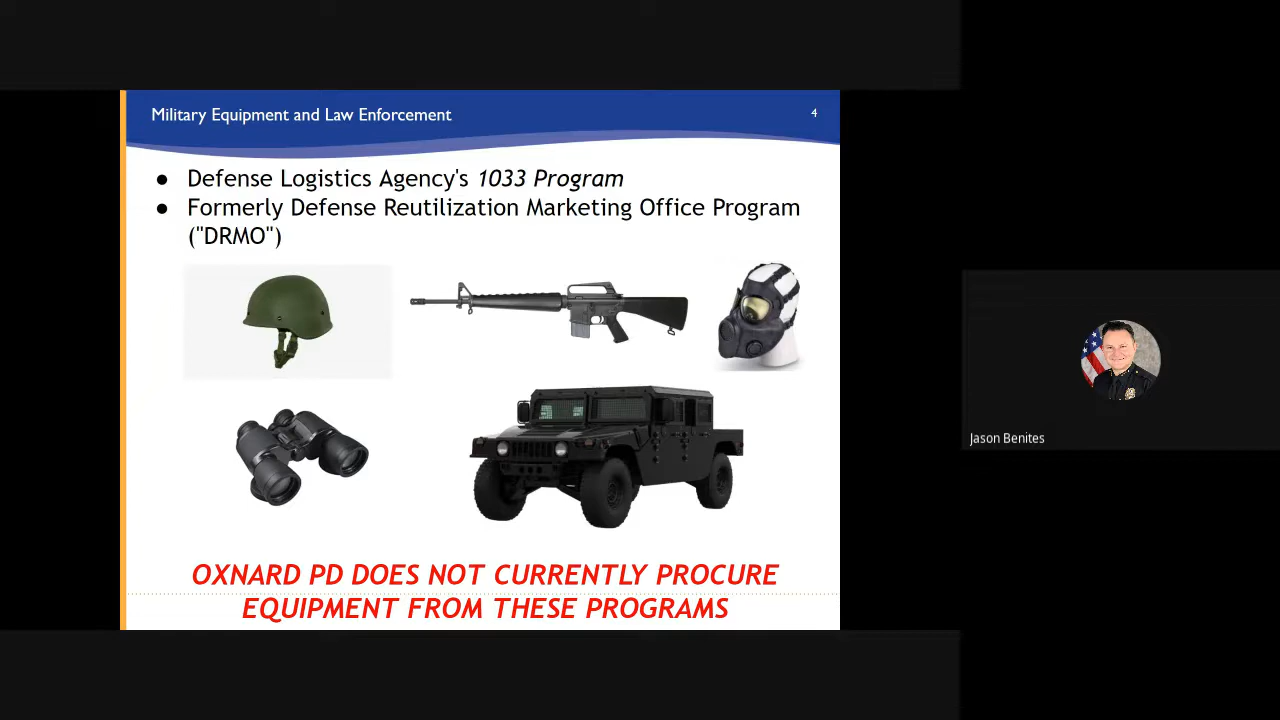 Military Equipment and Law Enforcement
4
● Defense Logistics Agency's 1033 Program
● Formerly Defense Reutilization Marketing Office Program
("DRMO")
OXNARD PD DOES NOT CURRENTLY PROCURE
EQUIPMENT FROM THESE PROGRAMS
Jason Benites